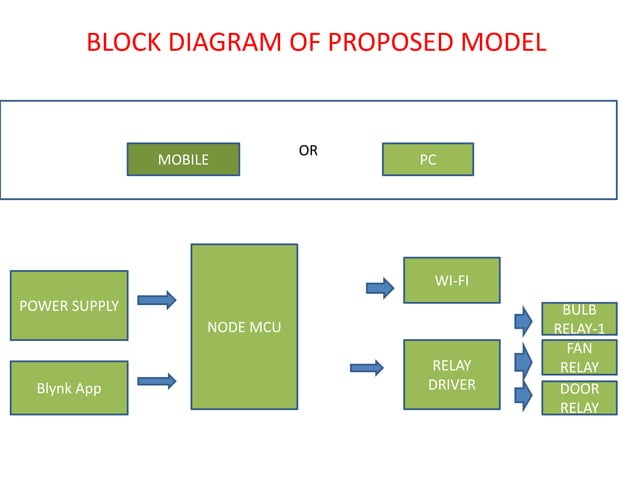 BLOCK DIAGRAM OF PROPOSED MODEL
MOBILE
OR
PC
POWER SUPPLY
Blynk App
NODE MCU
WI-FI
RELAY
DRIVER
BULB
RELAY-1
FAN
RELAY
DOOR
RELAY